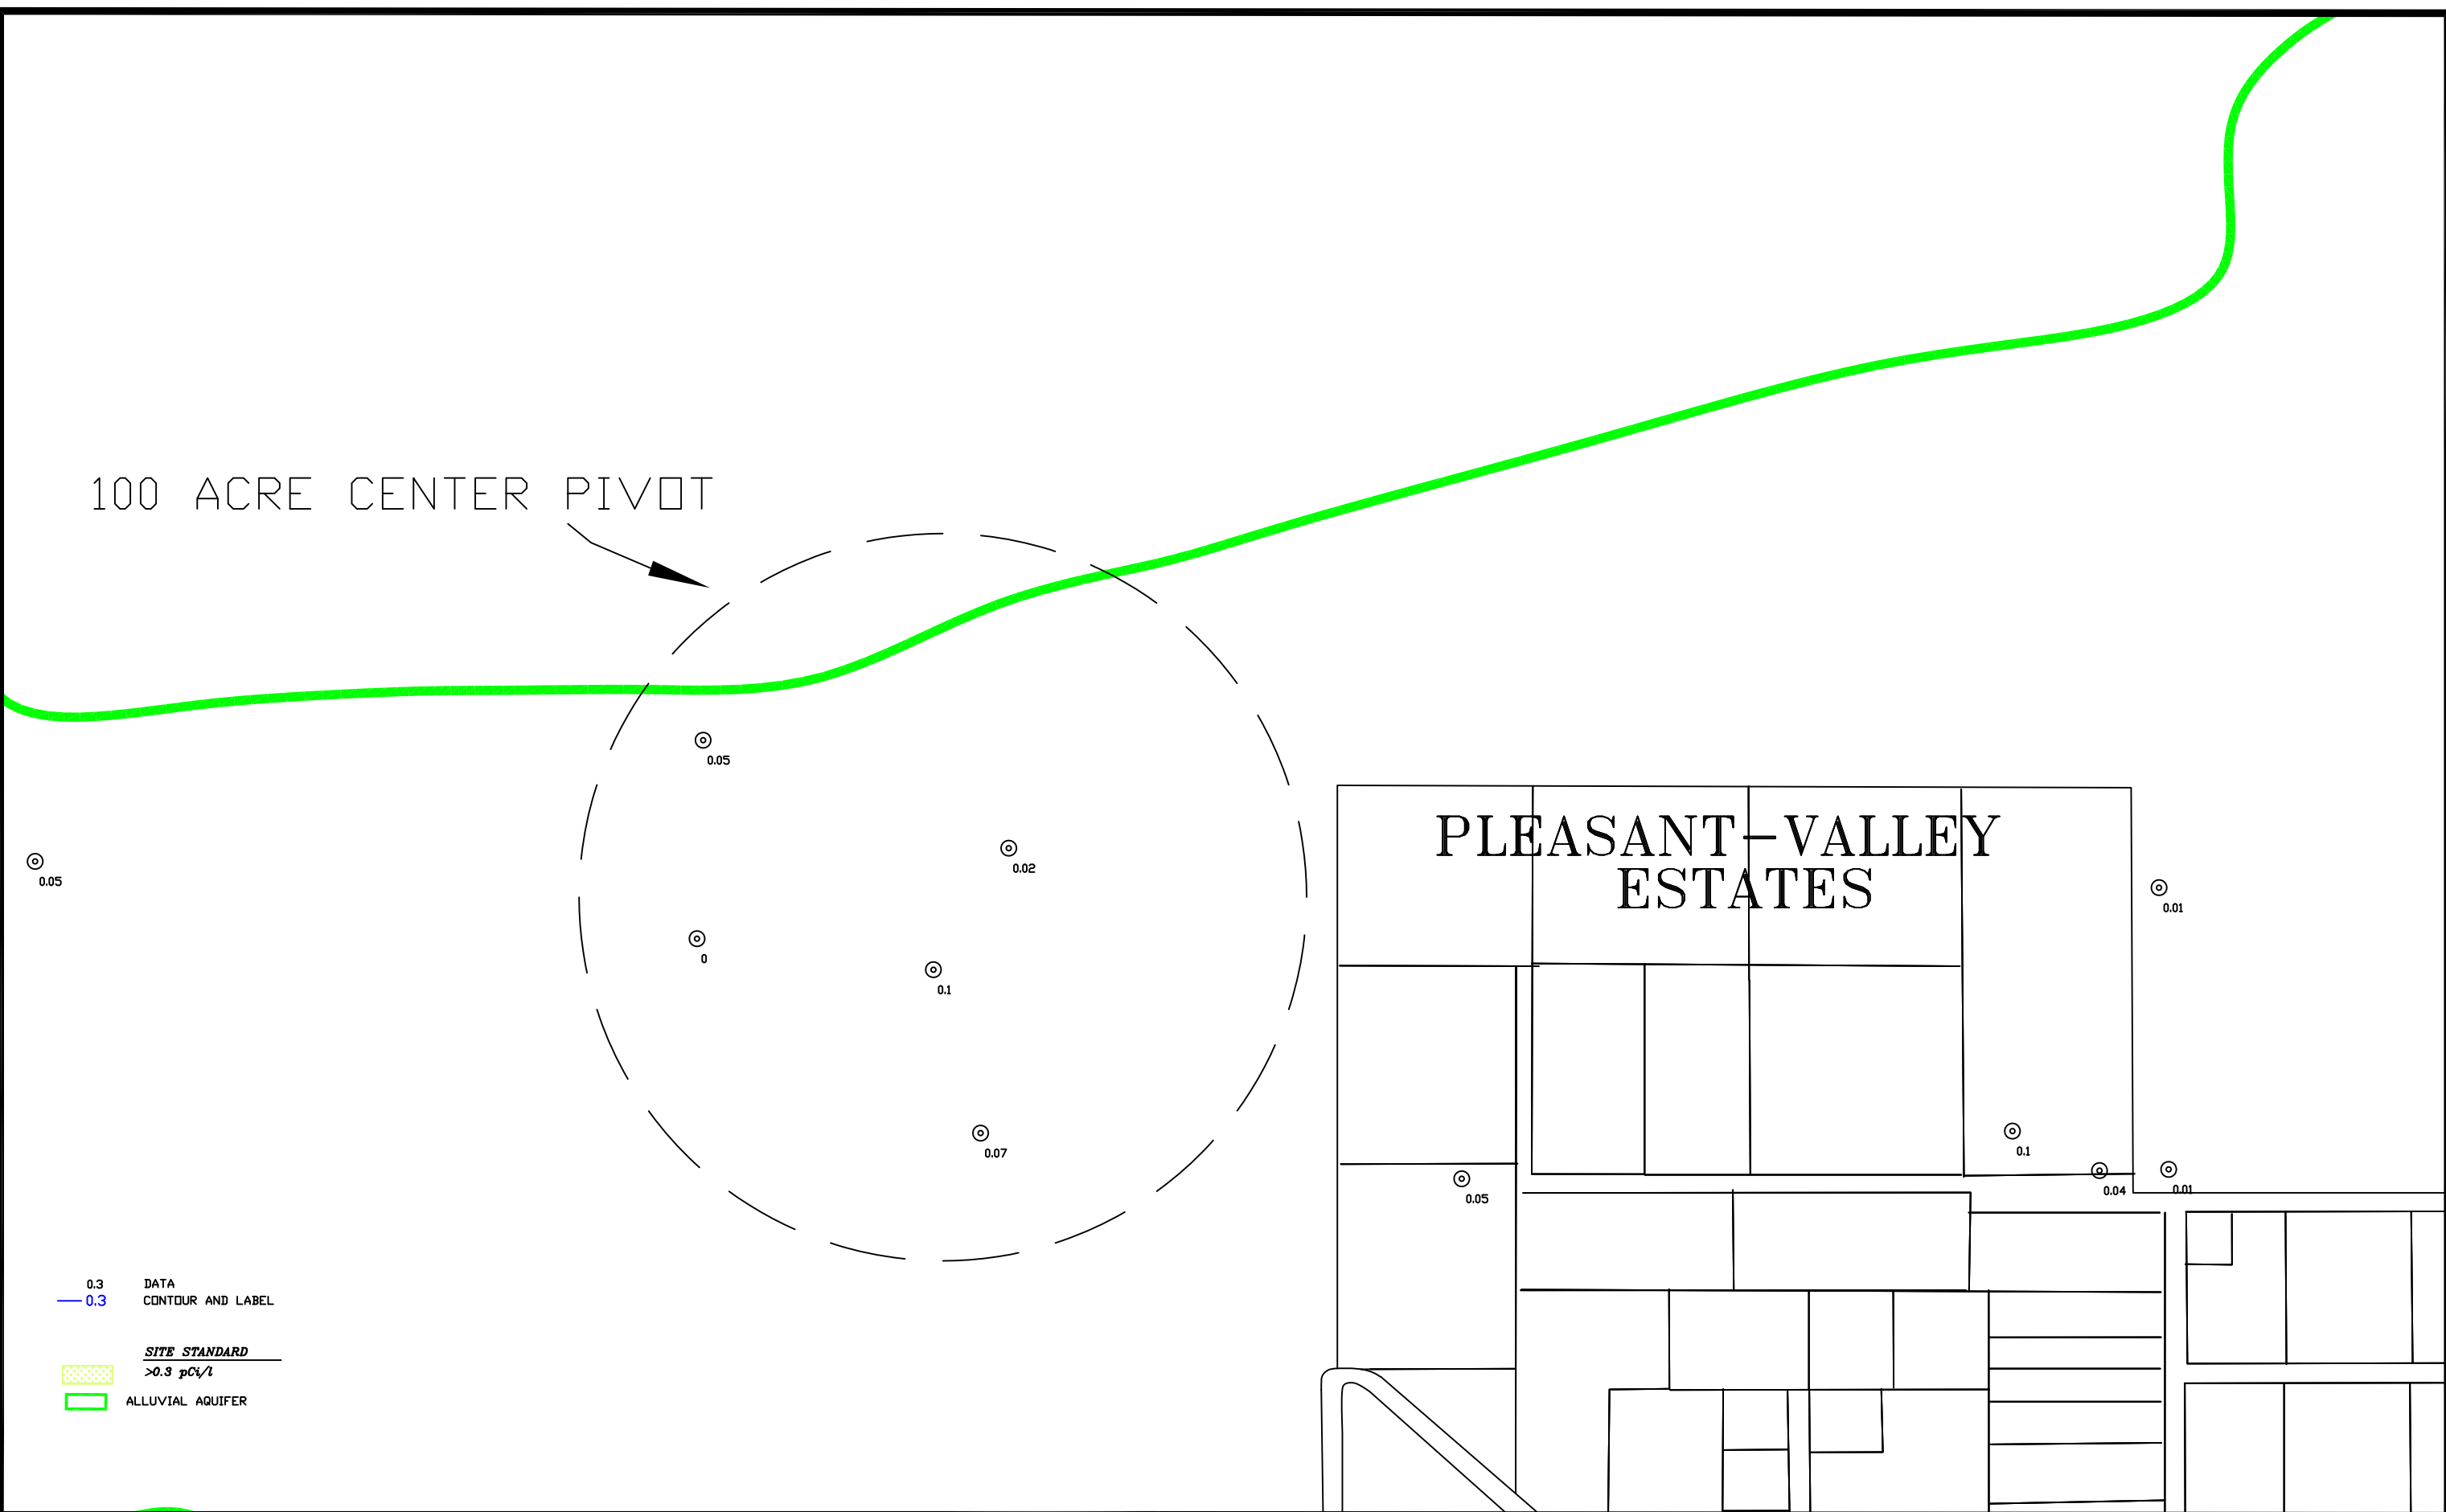 100 ACRE CENTER PIVOT
0.05
PLEASANT-VALLEY
ESTATES
0.02
0.05
0.01
0
0.1
0.1
0.07
0.04
0.01
0.05
0.3 DATA
0.3 CONTOUR AND LABEL
SITE STANDARD
>0.3 pCi/l
ALLUVIAL AQUIFER